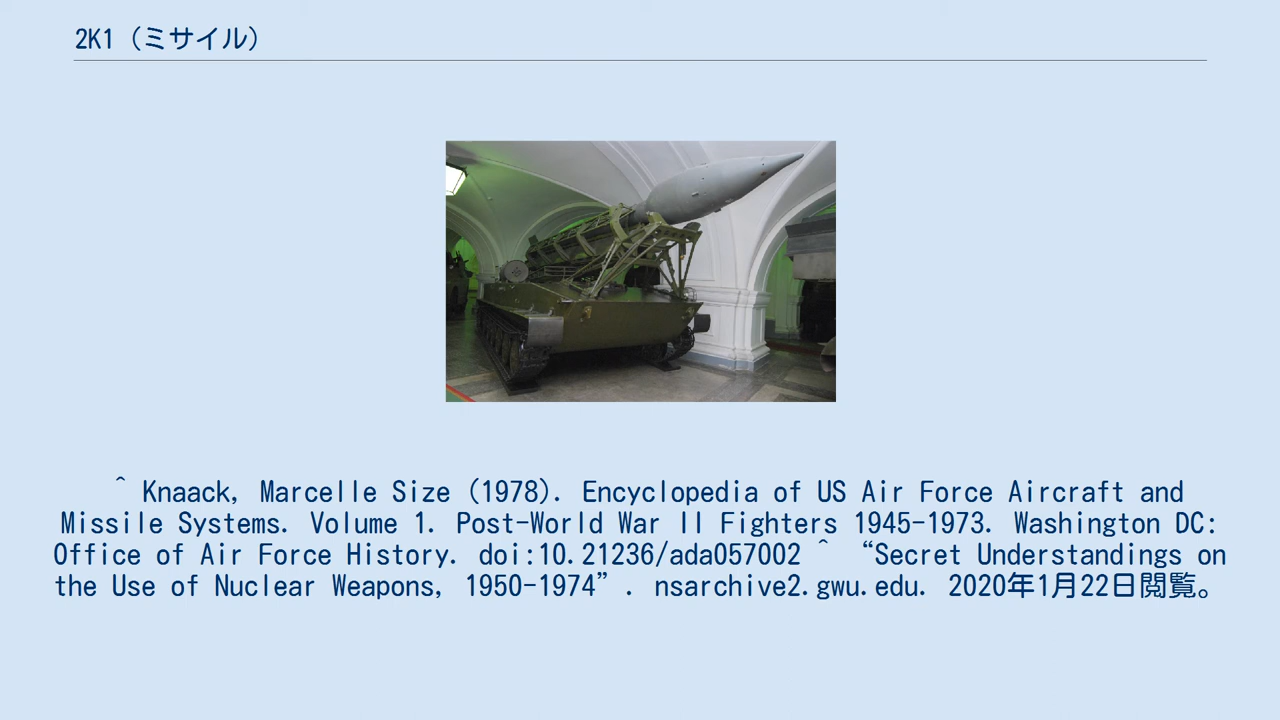 2K1（ミサイル）
^ Knaack, Marcelle Size (1978). Encyclopedia of US Air Force Aircraft and
Missile Systems. Volume 1. Post-World War II Fighters 1945-1973. Washington DC:
Office of Air Force History. doi:10.21236/ada057002 ^ “Secret Understandings on
the Use of Nuclear Weapons, 1950-1974”. nsarchive2.gwu.edu. 2020年1月22日閲覧。